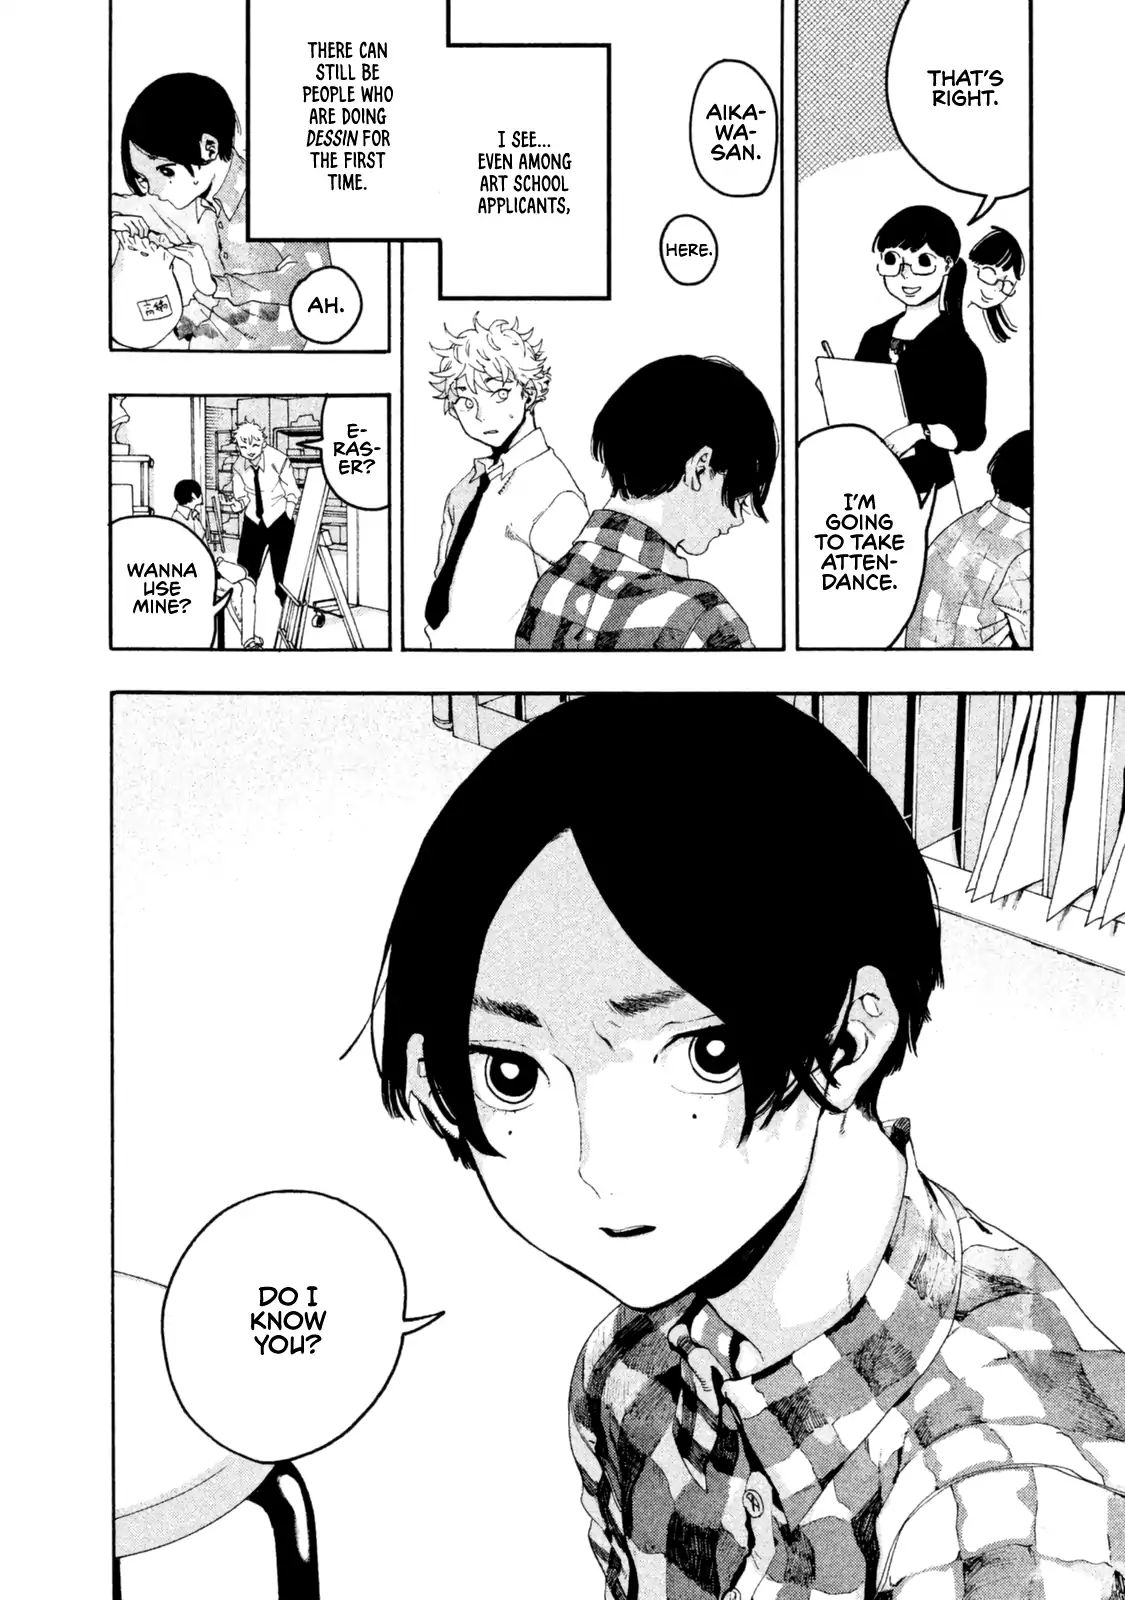 THAT'S
RIGHT.
I'M
GOING
TO TAKE
ATTEN-
DANCE.
AIKA-
WA-
SAN.
HERE.
I SEE...
EVEN AMONG
ART SCHOOL
APPLICANTS,
THERE CAN
STILL BE
PEOPLE WHO
ARE DOING
DESSIN FOR
THE FIRST
TIME.
AH.
E-
RAS-
ER?
WANNA
USE
MINE?
DO I
KNOW
YOU?